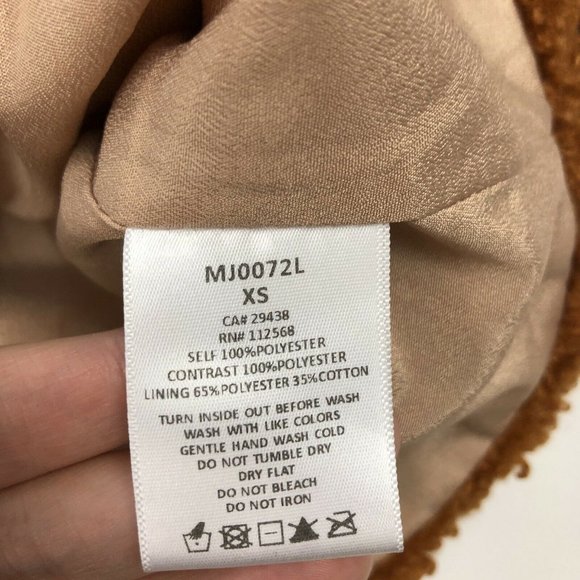 MJ0072L
XS
CA# 29438
RN# 112568
SELF 100%POLYESTER
CONTRAST 100%POLYESTER
LINING 65%POLYESTER 35%COTTON
TURN INSIDE OUT BEFORE WASH
WASH WITH LIKE COLORS
GENTLE HAND WASH COLD
DO NOT TUMBLE DRY
DRY FLAT
DO NOT BLEACH
DO NOT IRON